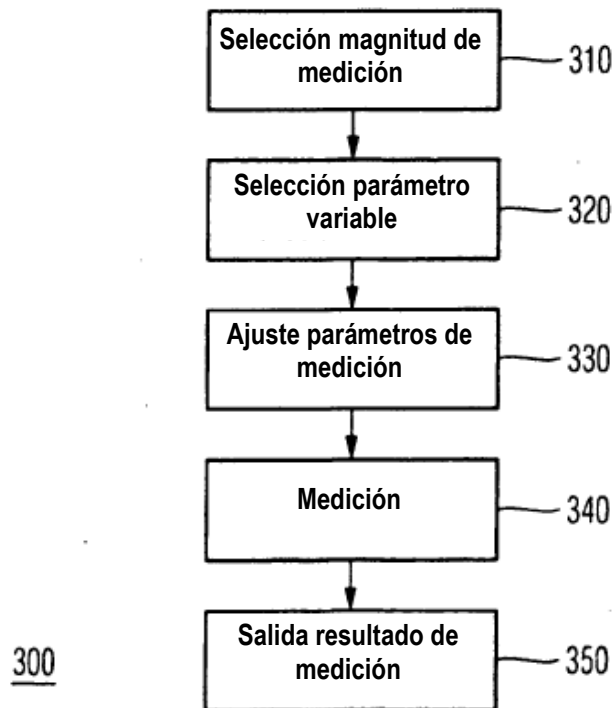 Selección magnitud de
medición
310
Selección parámetro
variable
320
Ajuste parámetros de
medición
330
Medición
340
Salida resultado de
medición
350
300